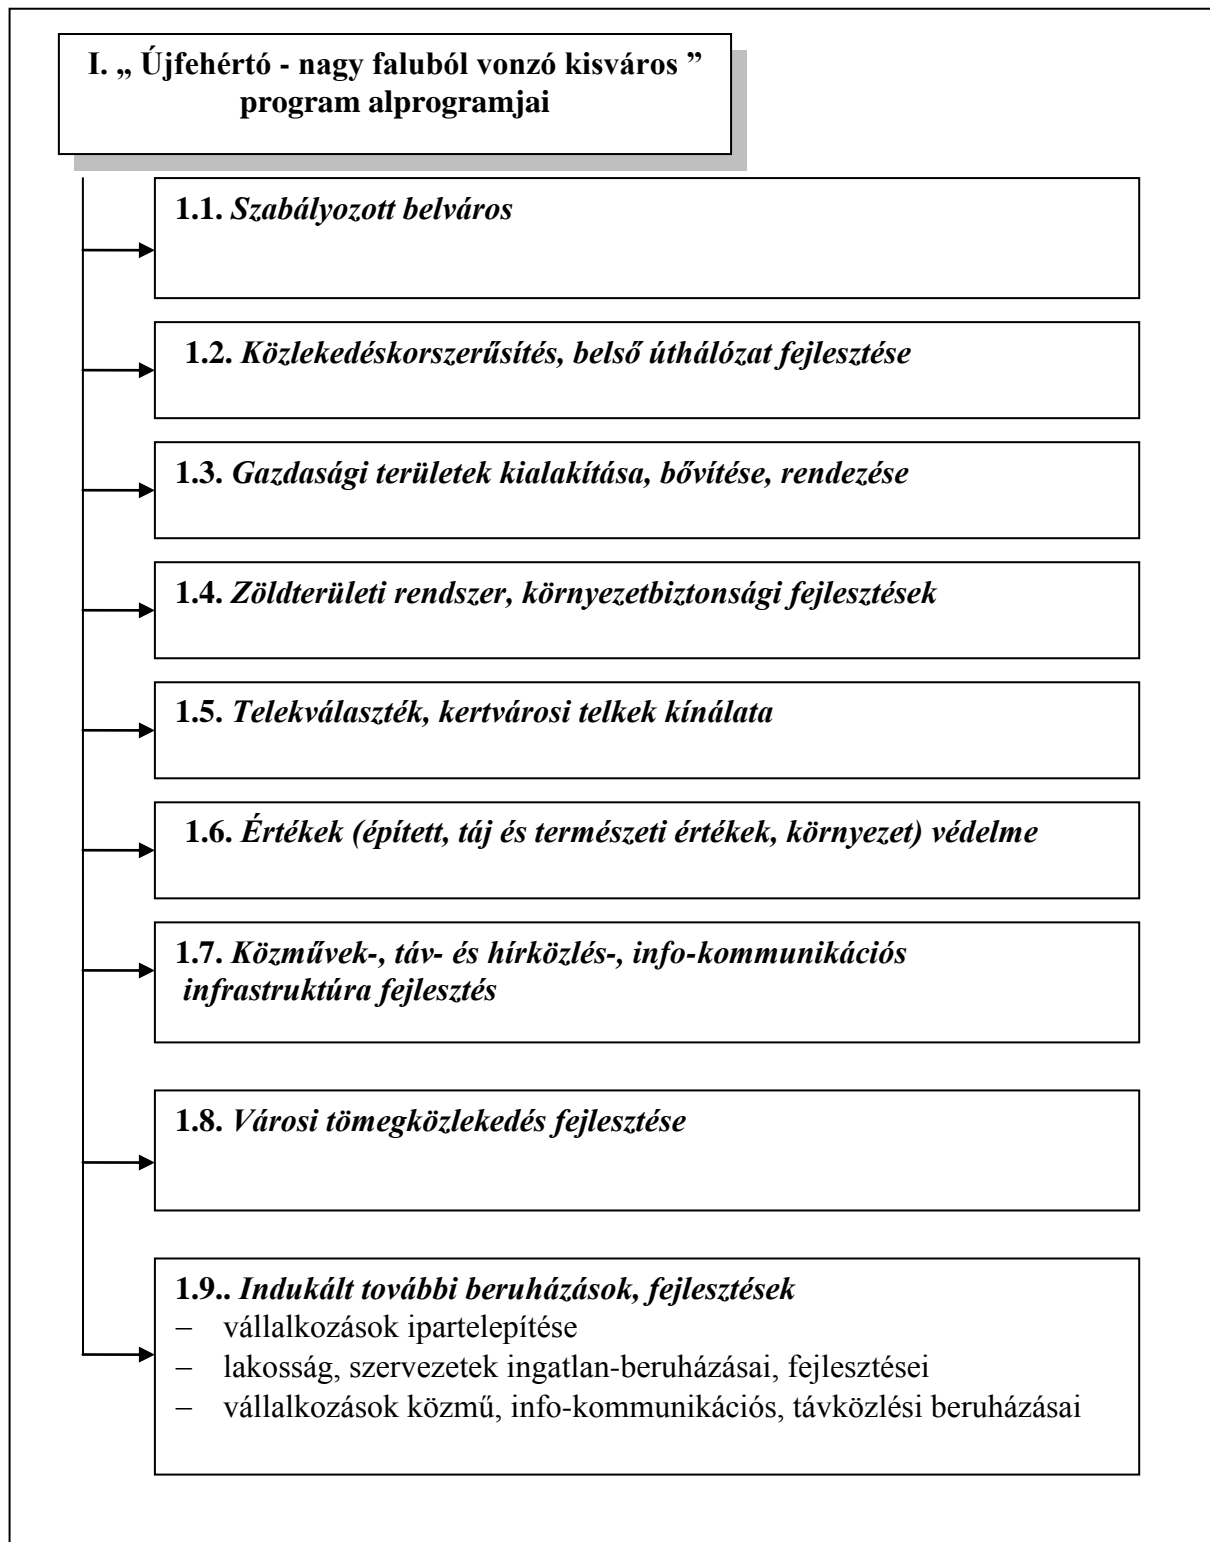 I. „ Újfehértó - nagy faluból vonzó kisváros ”
program alprogramjai
1.1. Szabályozott belváros
1.2. Közlekedéskorszerűsítés, belső úthálózat fejlesztése
1.3. Gazdasági területek kialakítása, bővítése, rendezése
1.4. Zöldterületi rendszer, környezetbiztonsági fejlesztések
1.5. Telekválaszték, kertvárosi telkek kínálata
1.6. Értékek (épített, táj és természeti értékek, környezet) védelme
1.7. Közművek-, táv- és hírközlés-, info-kommunikációs
infrastruktúra fejlesztés
1.8. Városi tömegközlekedés fejlesztése
1.9.. Indukált további beruházások, fejlesztések
– vállalkozások ipartelepítése
– lakosság, szervezetek ingatlan-beruházásai, fejlesztései
– vállalkozások közmű, info-kommunikációs, távközlési beruházásai